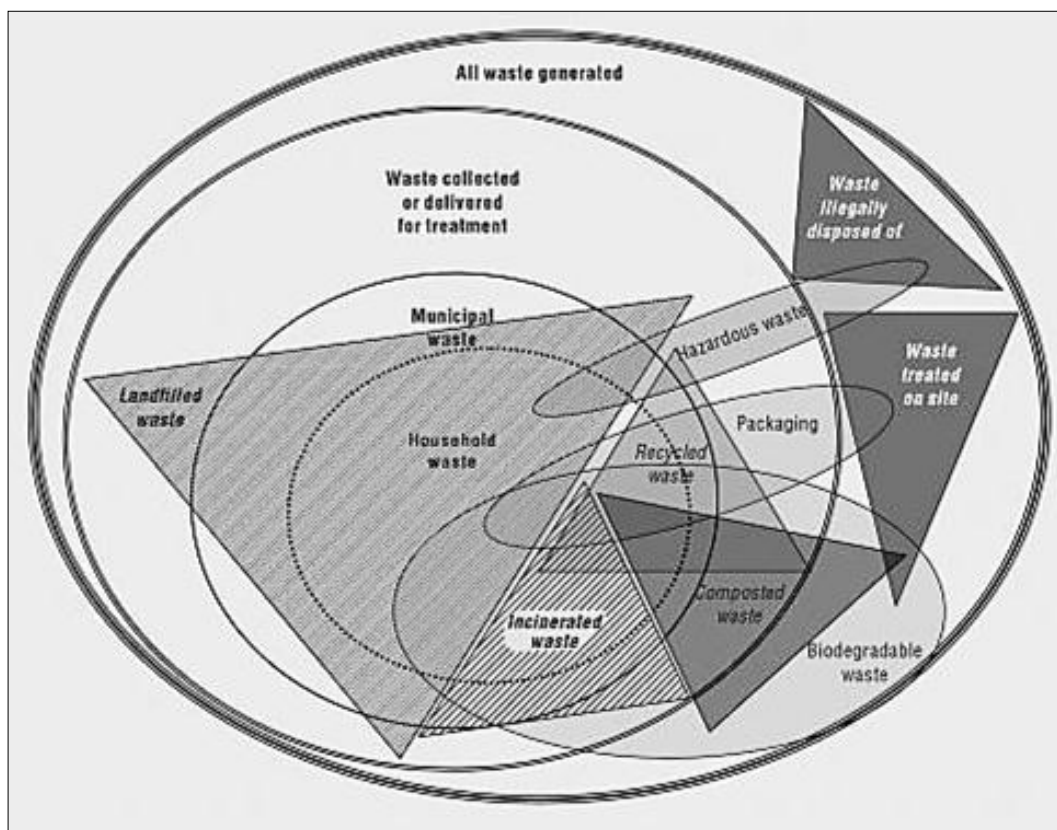 All waste generated
Waste collected
or delivered
for treatment
Waste
illegally
disposed of
Municipal
waste
Hazardous waste
Landfilled
waste
Waste
treated
on site
Household
waste
Packaging
Recycled
waste
Incinerated
waste
Composted
waste
Biodegradable
waste